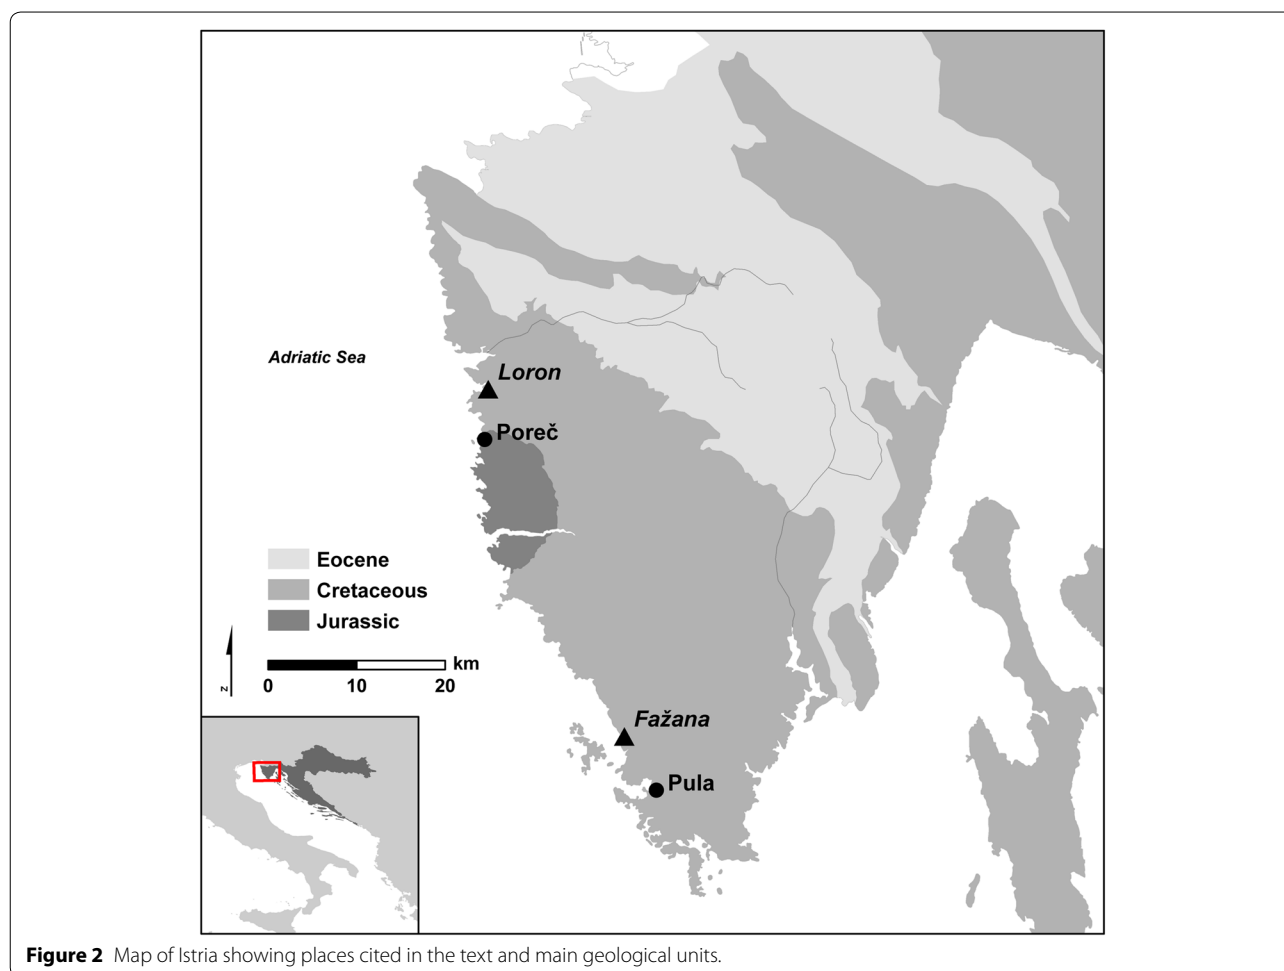 Adriatic Sea
Loron
Poreč
Eocene
Cretaceous
Jurassic
km
0 10 20
z
Fažana
Pula
Figure 2 Map of Istria showing places cited in the text and main geological units.